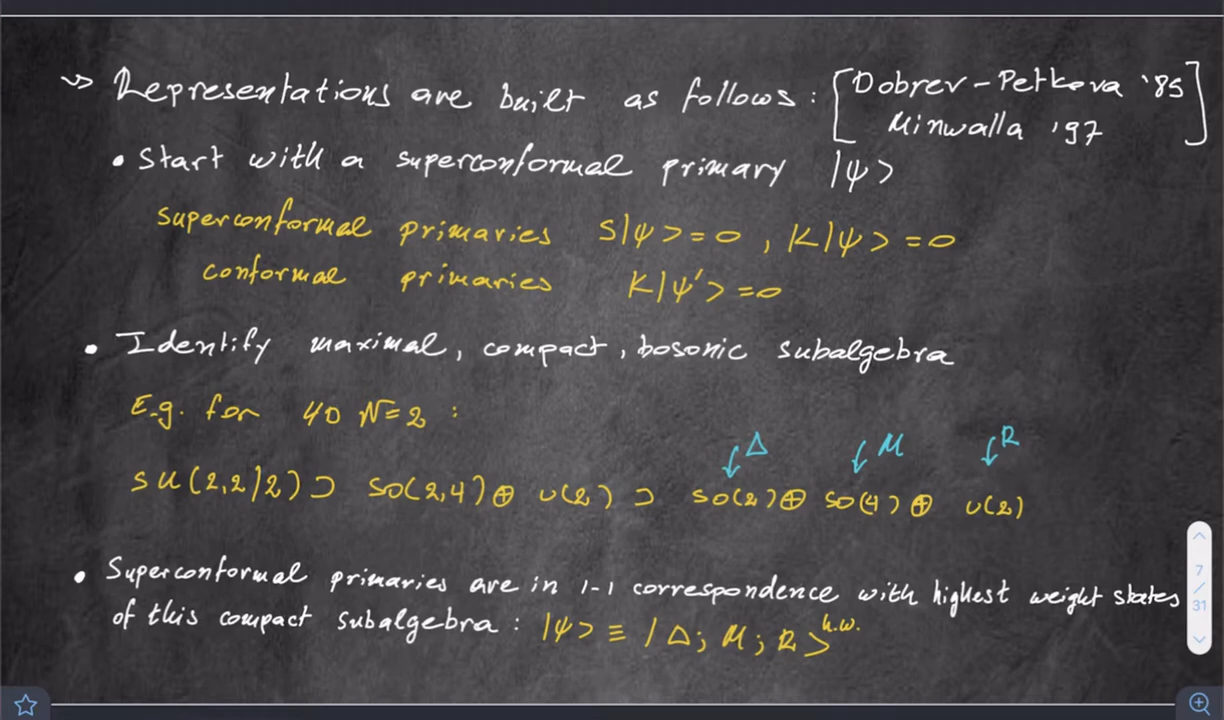 ↝ Representations are built as follows : [Dobrev-Petkova '85
Minwalla '97]
• Start with a superconformal primary |ψ>
superconformal primaries S|ψ>=0, K|ψ>=0
conformal primaries K|ψ'>=0
• Identify maximal, compact, bosonic subalgebra
E.g. for 4D N=2 :
↓Δ ↓M ↓R
su(2,2|2) ⊃ so(2,4) ⊕ u(2) ⊃ so(2) ⊕ so(4) ⊕ u(2)
• Superconformal primaries are in 1-1 correspondence with highest weight states
of this compact subalgebra : |ψ> ≡ |Δ; M; R>^h.w.
7
/
31